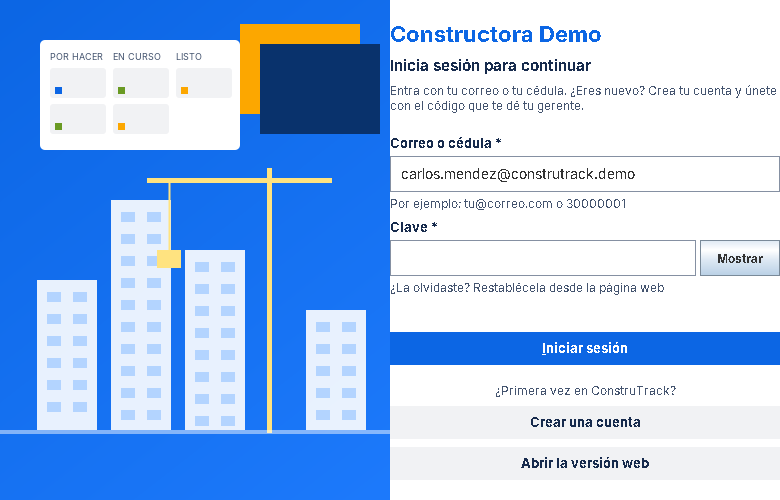 POR HACER EN CURSO LISTO
Constructora Demo
Inicia sesión para continuar
Entra con tu correo o tu cédula. ¿Eres nuevo? Crea tu cuenta y únete
con el código que te dé tu gerente.
Correo o cédula *
carlos.mendez@construtrack.demo
Por ejemplo: tu@correo.com o 30000001
Clave *
Mostrar
¿La olvidaste? Restablécela desde la página web
Iniciar sesión
¿Primera vez en ConstruTrack?
Crear una cuenta
Abrir la versión web